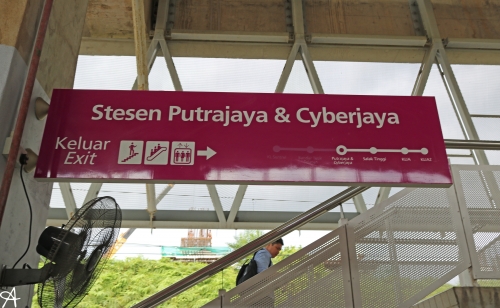 Stesen Putrajaya & Cyberjaya
Keluar
Exit
Putrajaya &
Cyberjaya
Salak Tinggi
KLIA
KLIA2